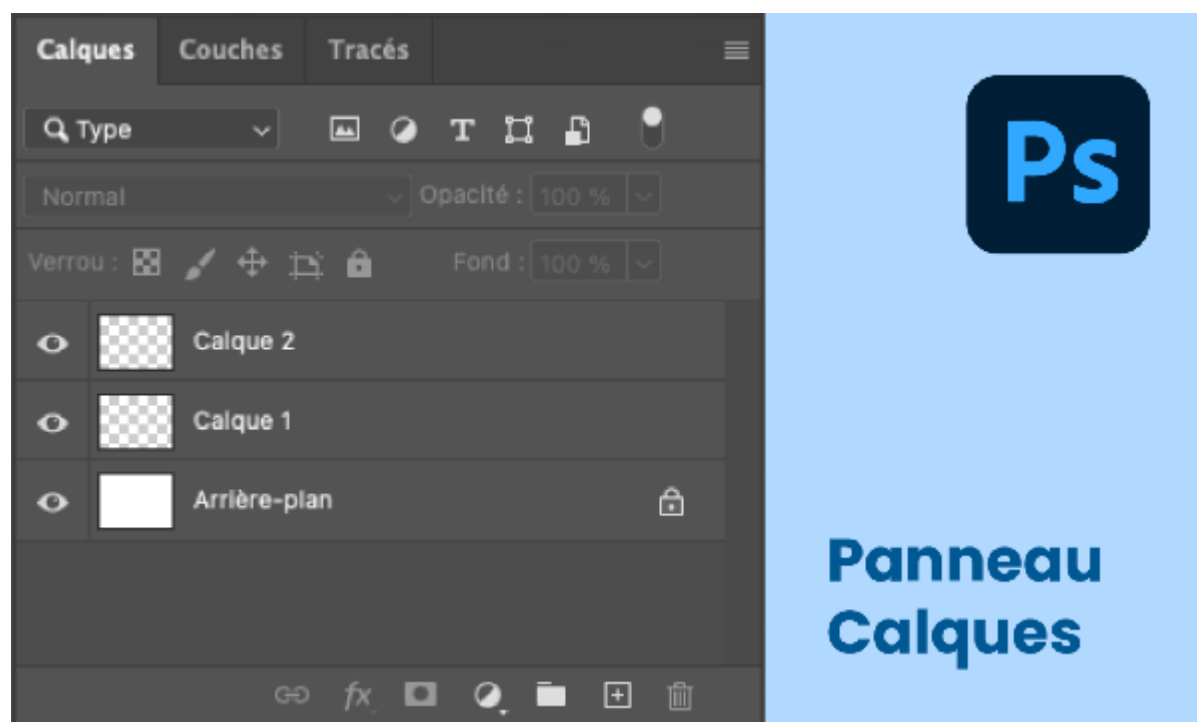 Calques Couches Tracés
Type T
Normal Opacité : 100 %
Verrou : Fond : 100 %
Calque 2
Calque 1
Arrière-plan
fx
Ps
Panneau
Calques